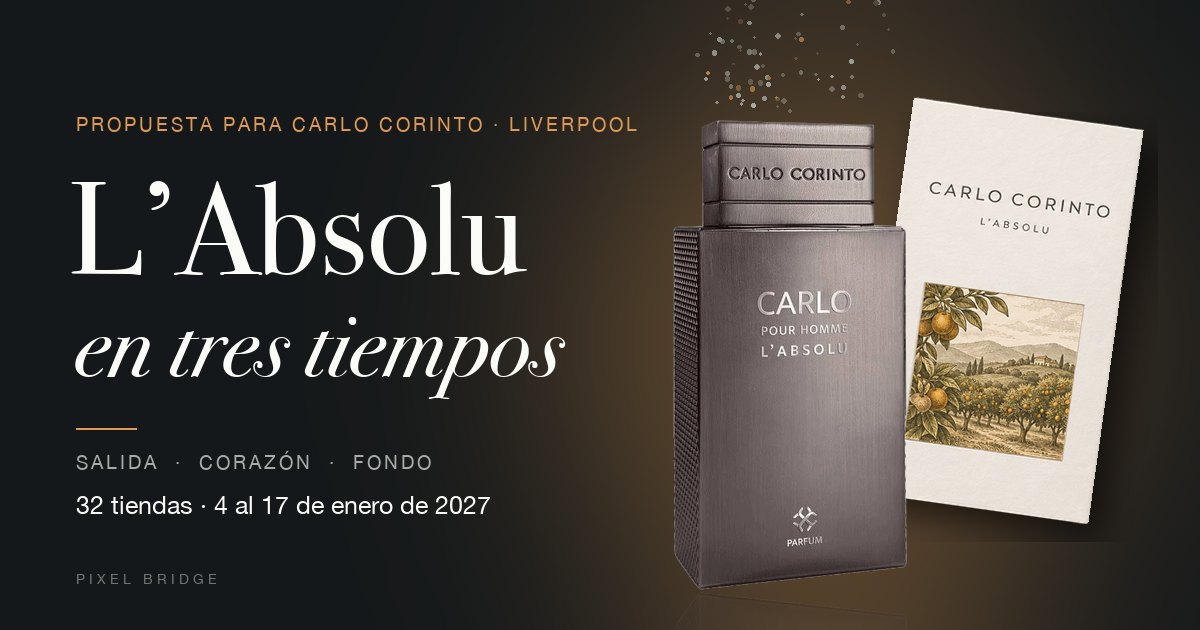 PROPUESTA PARA CARLO CORINTO · LIVERPOOL
L’Absolu
en tres tiempos
SALIDA · CORAZÓN · FONDO
32 tiendas · 4 al 17 de enero de 2027
PIXEL BRIDGE
CARLO CORINTO
CARLO
POUR HOMME
L’ABSOLU
PARFUM
CARLO CORINTO
L’ABSOLU